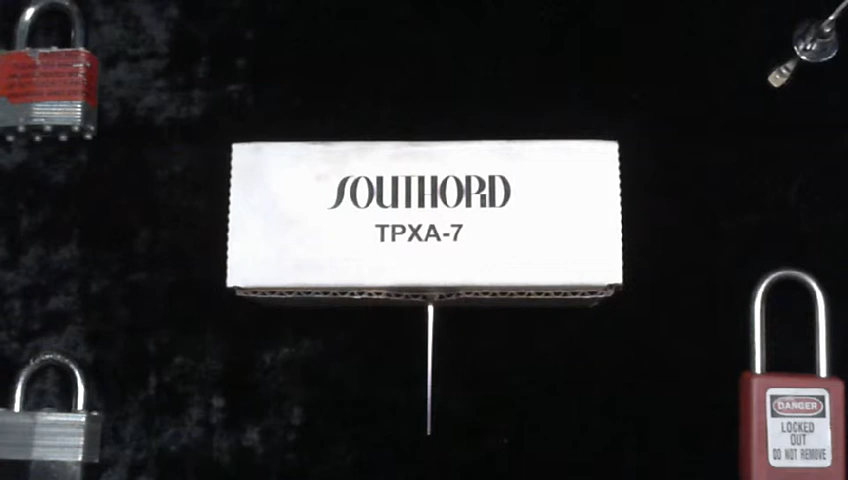 SOUTHORD
TPXA-7
DANGER
LOCKED
OUT
DO NOT REMOVE